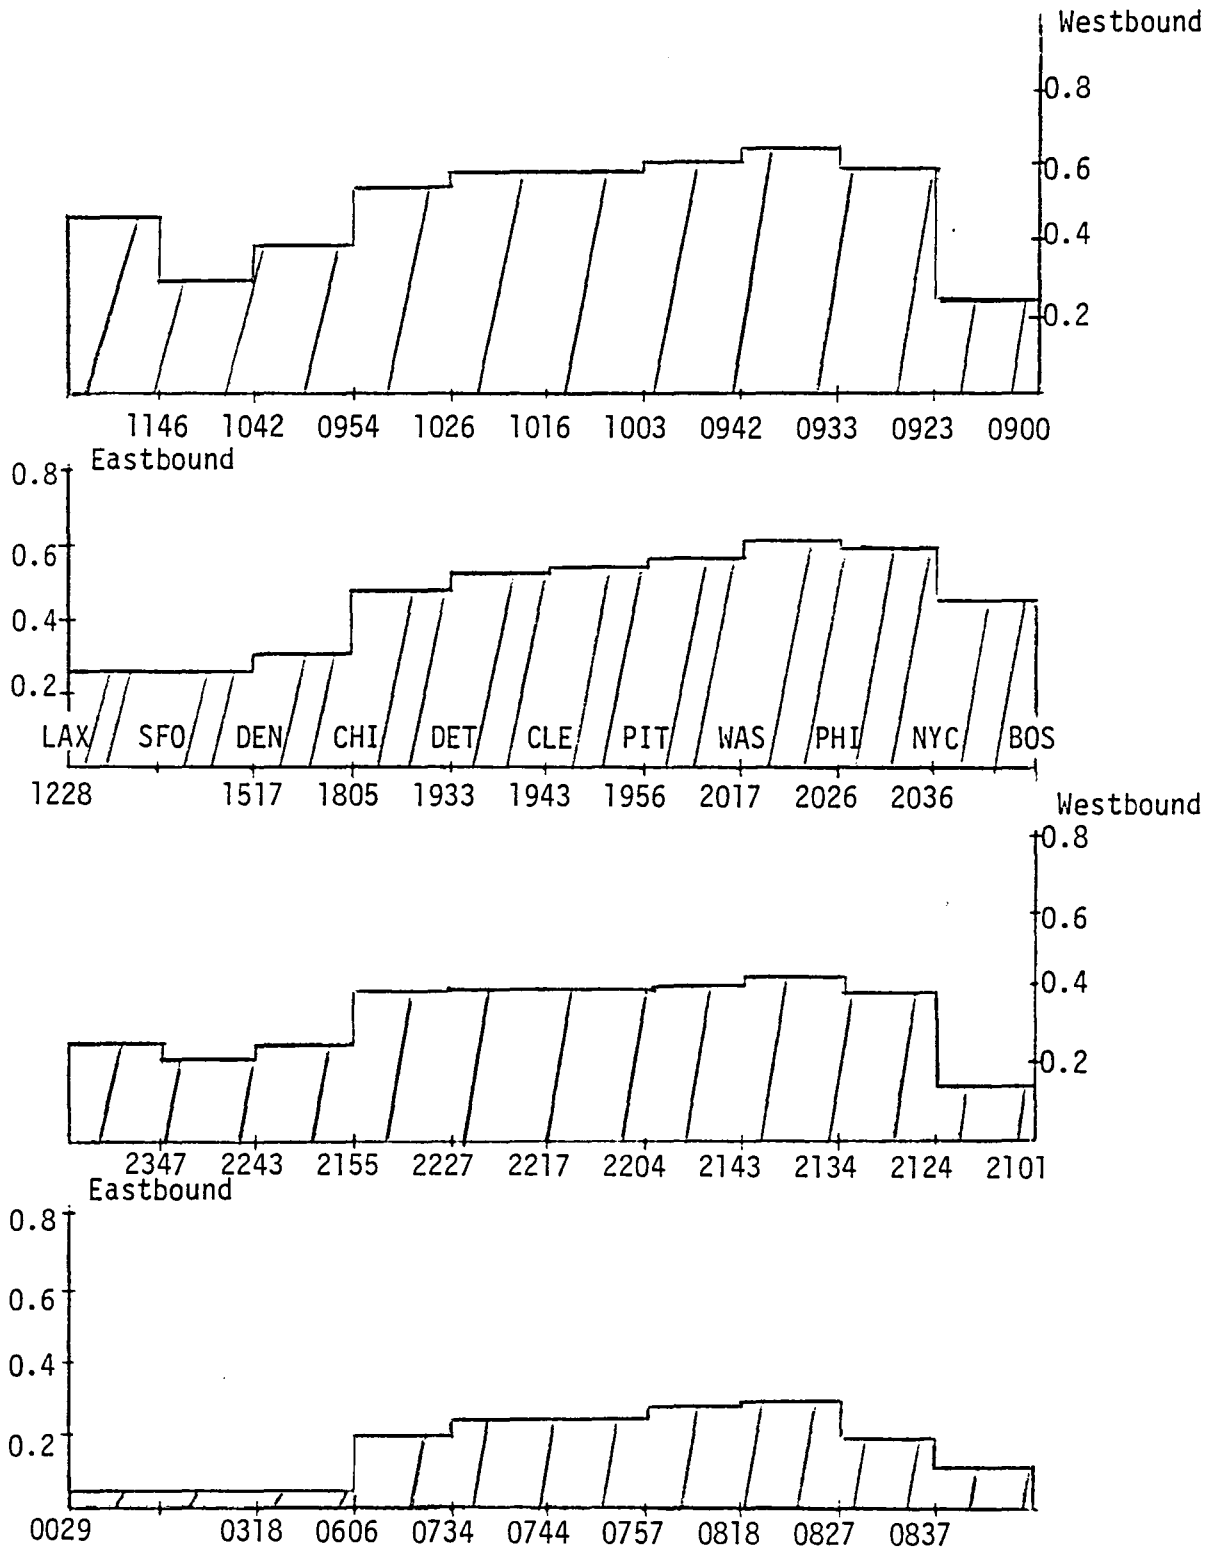 Westbound
0.8
0.6
0.4
0.2
1146 1042 0954 1026 1016 1003 0942 0933 0923 0900
Eastbound
0.8
0.6
0.4
0.2
LAX SFO DEN CHI DET CLE PIT WAS PHI NYC BOS
1228 1517 1805 1933 1943 1956 2017 2026 2036
Westbound
0.8
0.6
0.4
0.2
2347 2243 2155 2227 2217 2204 2143 2134 2124 2101
Eastbound
0.8
0.6
0.4
0.2
0029 0318 0606 0734 0744 0757 0818 0827 0837